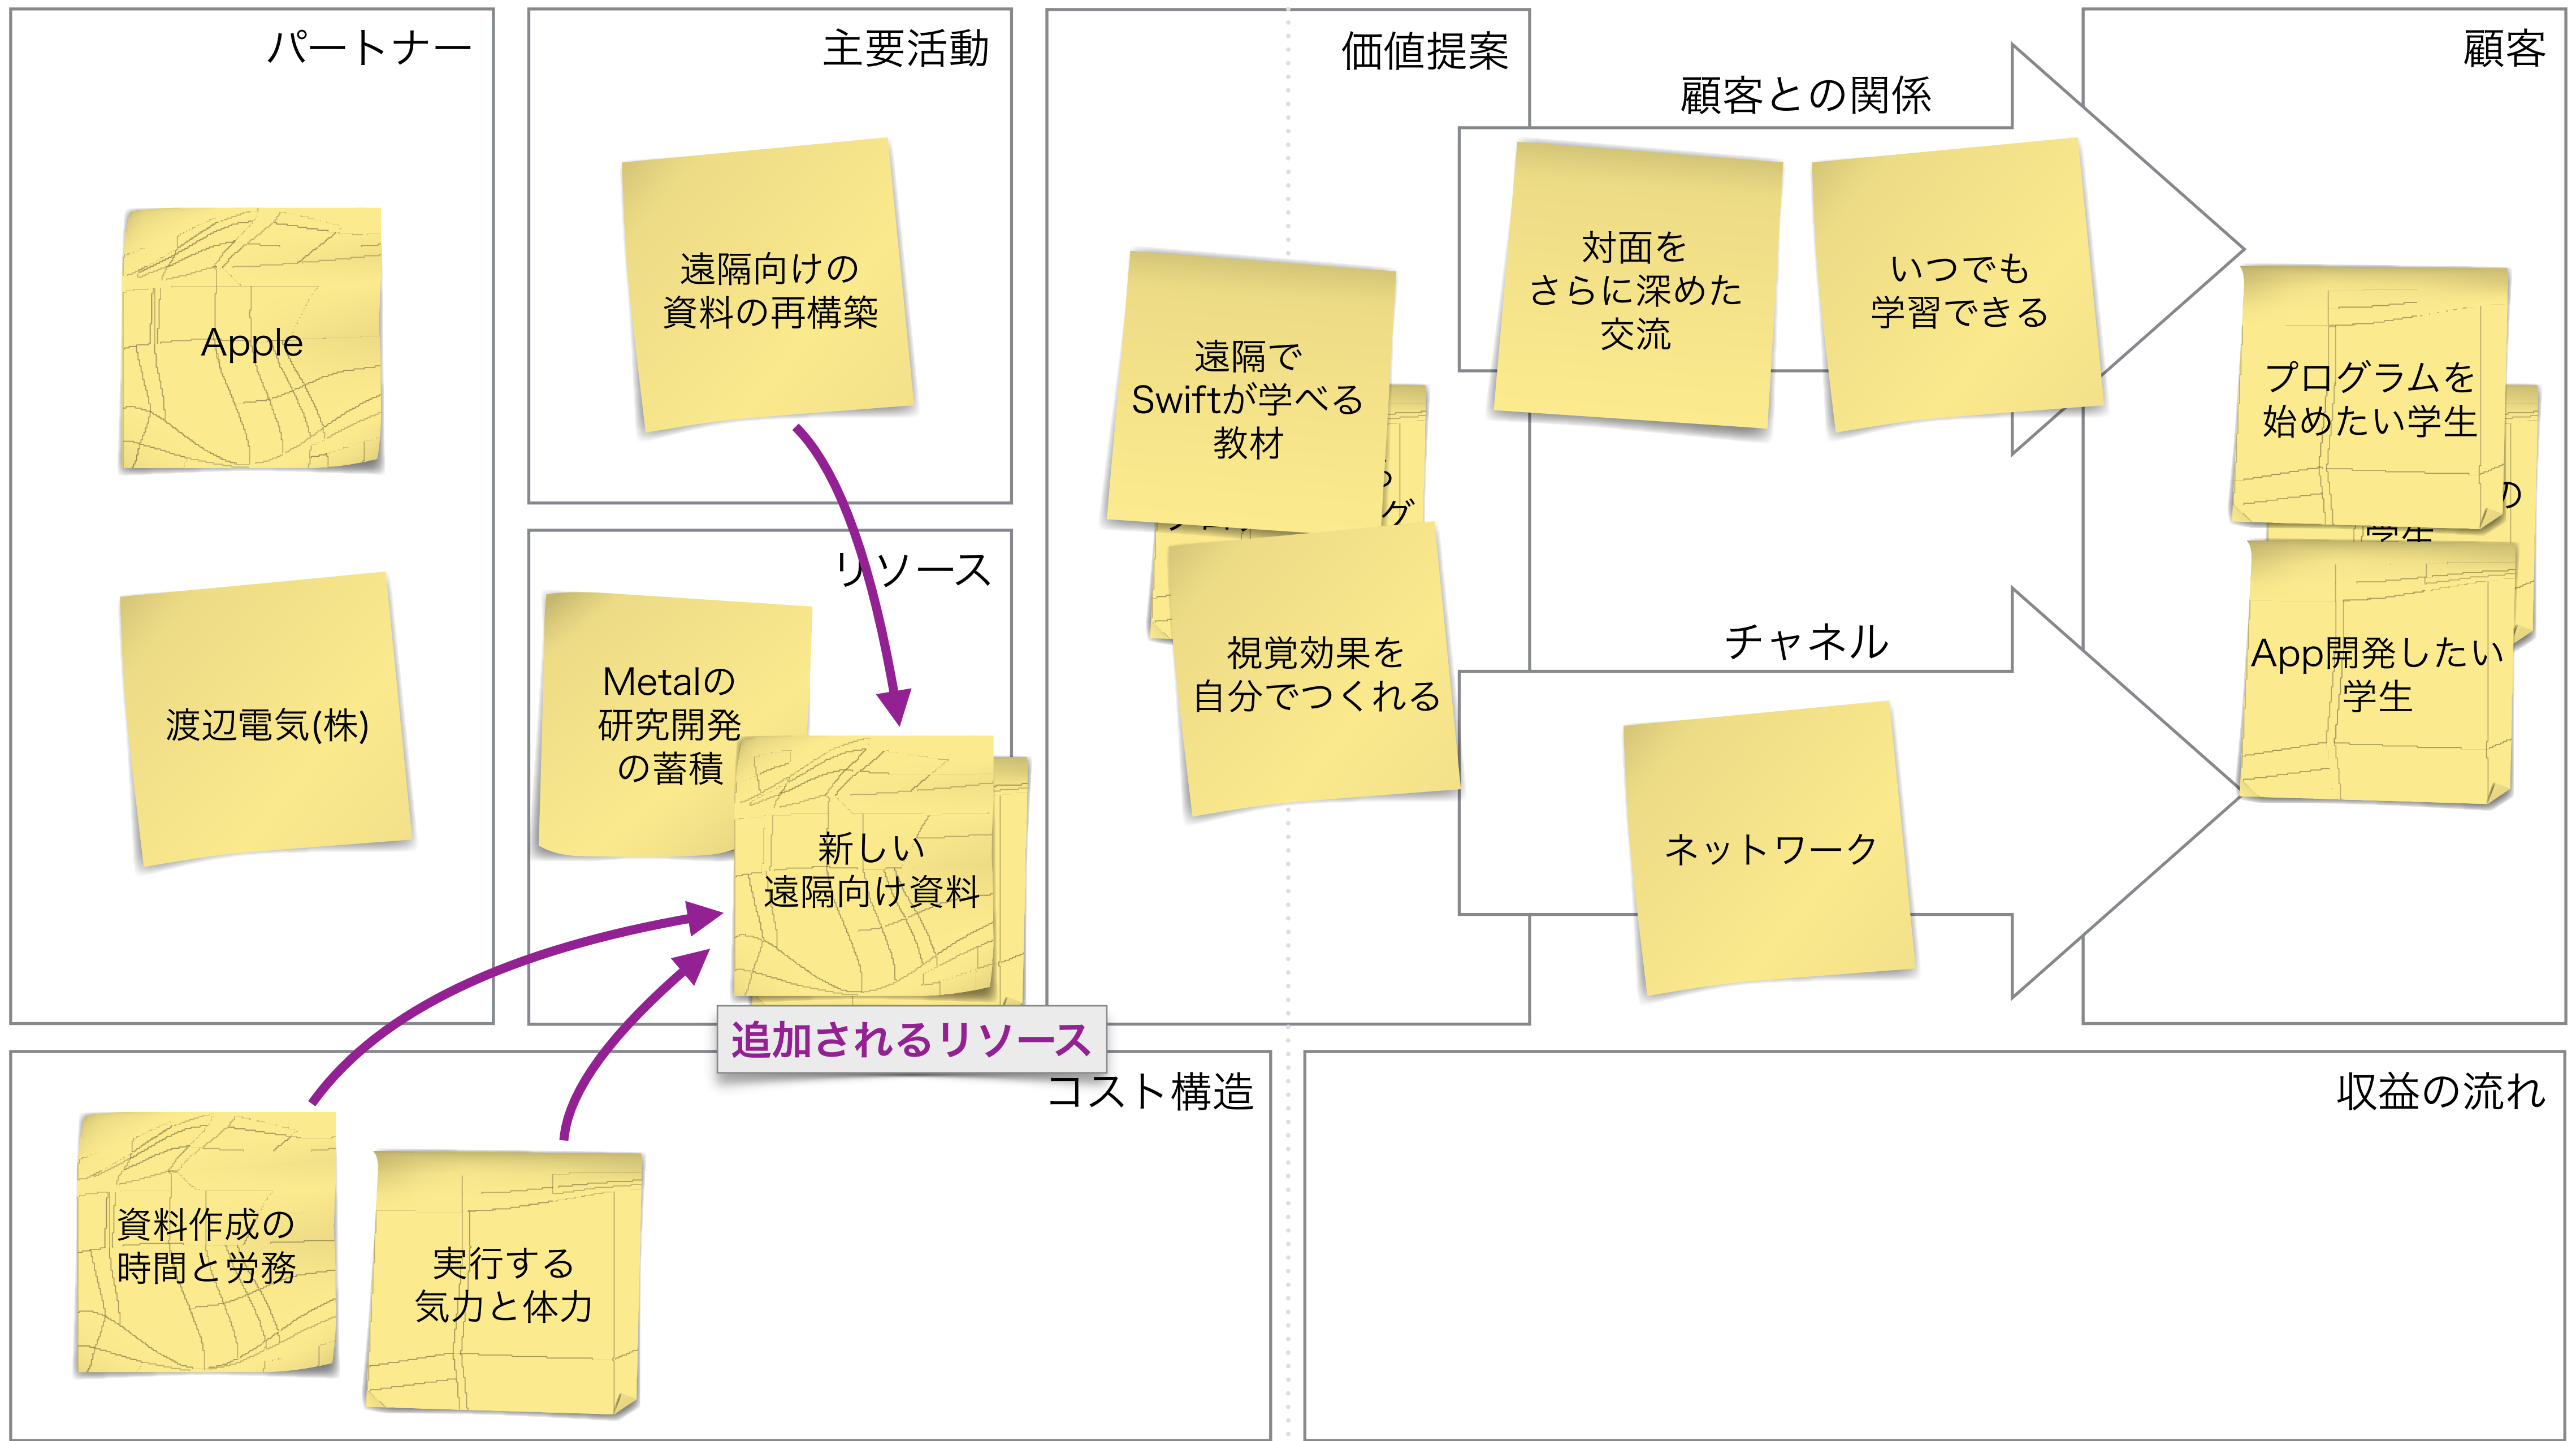 パートナー
Apple
渡辺電気(株)
主要活動
遠隔向けの
資料の再構築
リソース
Metalの
研究開発
の蓄積
新しい
遠隔向け資料
追加されるリソース
価値提案
遠隔で
Swiftが学べる
教材
グ
視覚効果を
自分でつくれる
顧客との関係
対面を
さらに深めた
交流
いつでも
学習できる
チャネル
ネットワーク
顧客
プログラムを
始めたい学生
の
学生
App開発したい
学生
コスト構造
資料作成の
時間と労務
実行する
気力と体力
収益の流れ